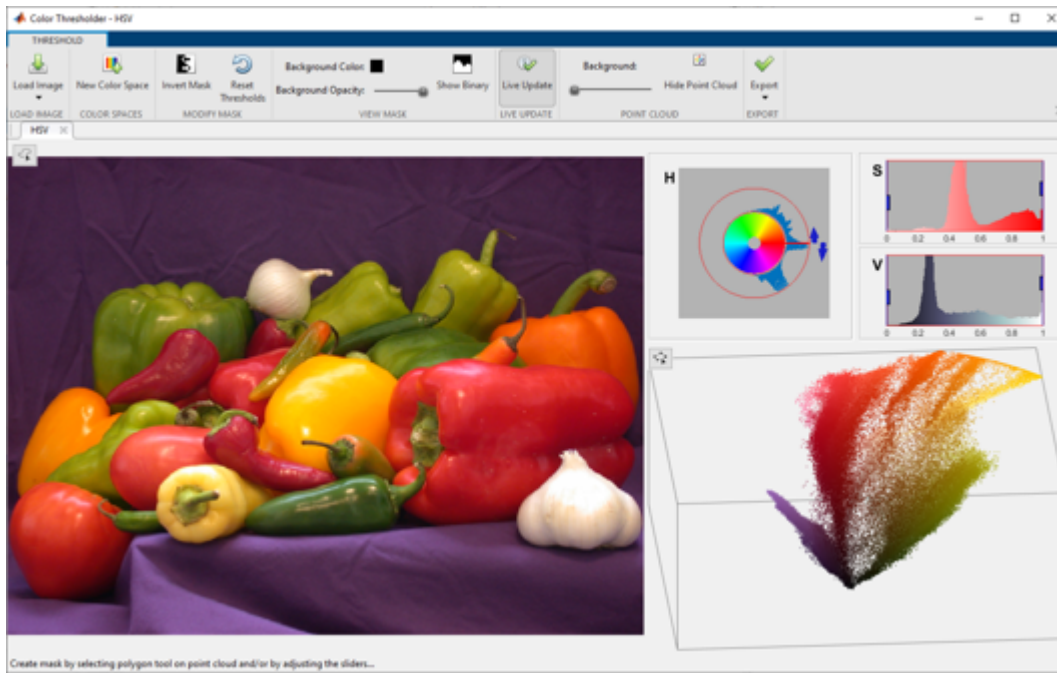 Color Thresholder - HSV
THRESHOLD
Load Image
New Color Space
Invert Mask
Reset
Thresholds
Background Color:
Background Opacity:
Show Binary
Live Update
Background:
Hide Point Cloud
Export
LOAD IMAGE
COLOR SPACES
MODIFY MASK
VIEW MASK
LIVE UPDATE
POINT CLOUD
EXPORT
HSV
H
S
0 0.2 0.4 0.6 0.8 1
V
0 0.2 0.4 0.6 0.8 1
Create mask by selecting polygon tool on point cloud and/or by adjusting the sliders...